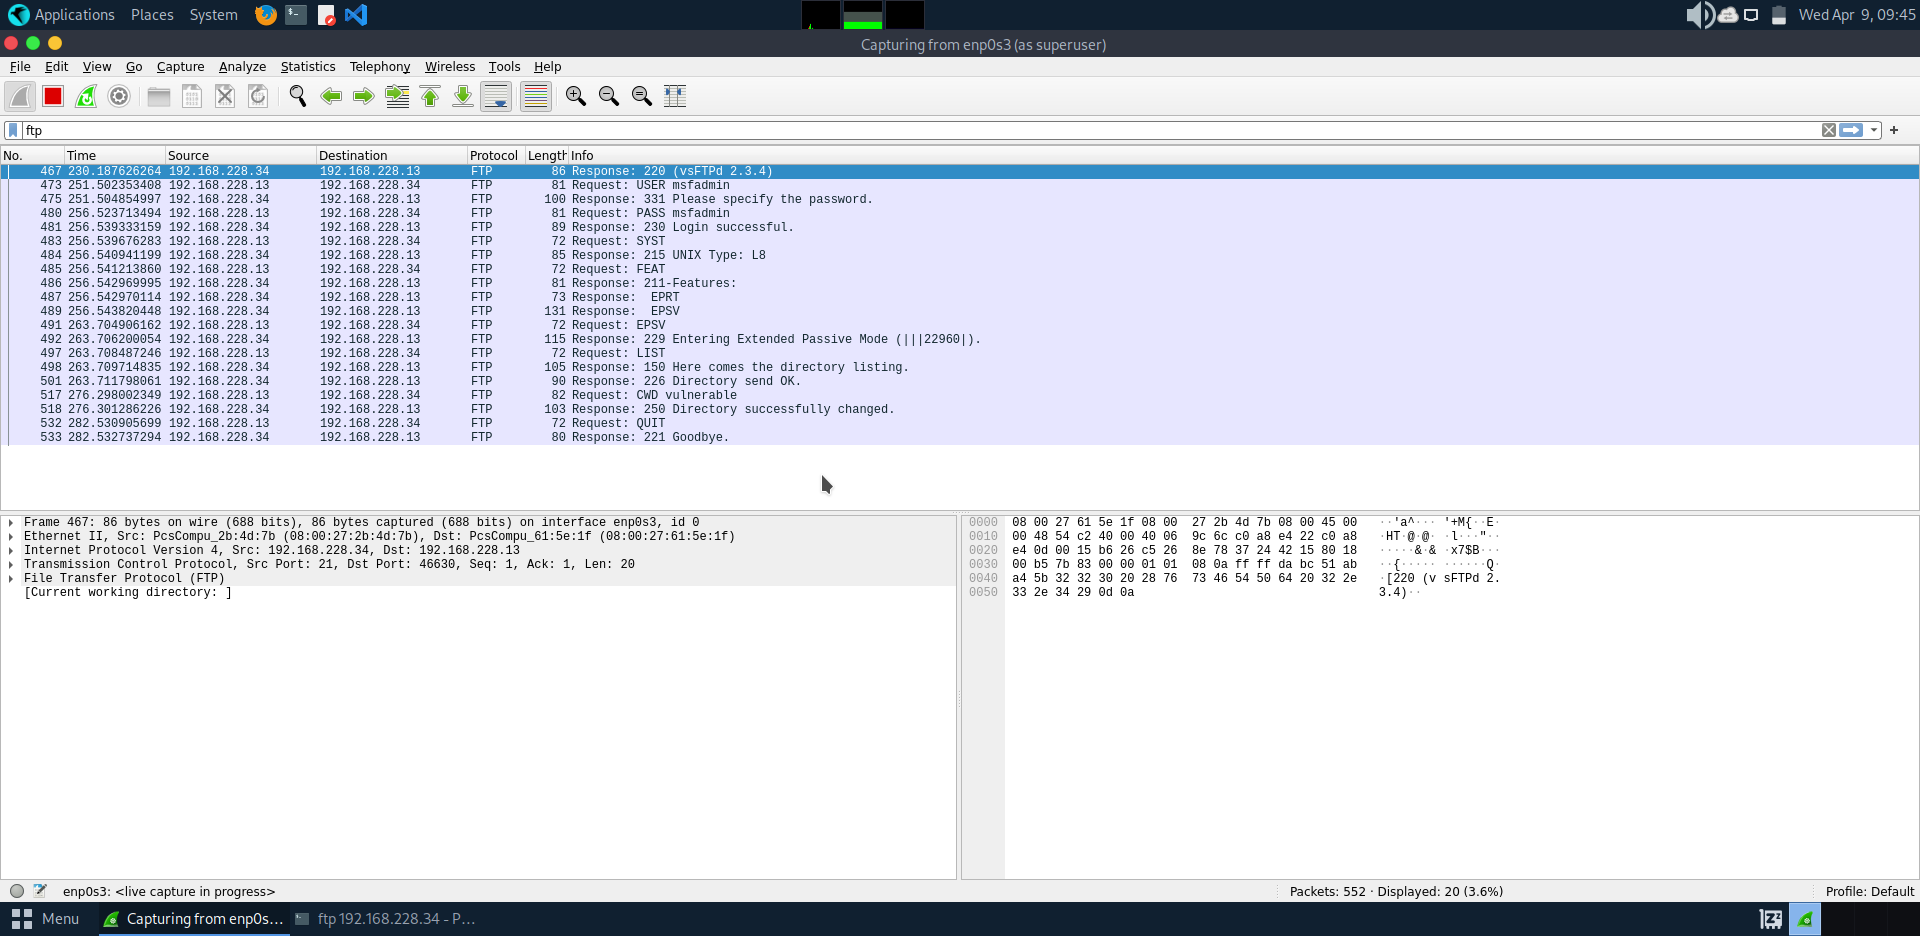 Applications Places System Wed Apr 9, 09:45
Capturing from enp0s3 (as superuser)
File Edit View Go Capture Analyze Statistics Telephony Wireless Tools Help
ftp
No. Time Source Destination Protocol Length Info
467 230.187626264 192.168.228.34 192.168.228.13 FTP 86 Response: 220 (vsFTPd 2.3.4)
473 251.502353408 192.168.228.13 192.168.228.34 FTP 81 Request: USER msfadmin
475 251.504854997 192.168.228.34 192.168.228.13 FTP 100 Response: 331 Please specify the password.
480 256.523713494 192.168.228.13 192.168.228.34 FTP 81 Request: PASS msfadmin
481 256.539333159 192.168.228.34 192.168.228.13 FTP 89 Response: 230 Login successful.
483 256.539676283 192.168.228.13 192.168.228.34 FTP 72 Request: SYST
484 256.540941199 192.168.228.34 192.168.228.13 FTP 85 Response: 215 UNIX Type: L8
485 256.541213860 192.168.228.13 192.168.228.34 FTP 72 Request: FEAT
486 256.542969995 192.168.228.34 192.168.228.13 FTP 81 Response: 211-Features:
487 256.542970114 192.168.228.34 192.168.228.13 FTP 73 Response:  EPRT
489 256.543820448 192.168.228.34 192.168.228.13 FTP 131 Response:  EPSV
491 263.704906162 192.168.228.13 192.168.228.34 FTP 72 Request: EPSV
492 263.706200054 192.168.228.34 192.168.228.13 FTP 115 Response: 229 Entering Extended Passive Mode (|||22960|).
497 263.708487246 192.168.228.13 192.168.228.34 FTP 72 Request: LIST
498 263.709714835 192.168.228.34 192.168.228.13 FTP 105 Response: 150 Here comes the directory listing.
501 263.711798061 192.168.228.34 192.168.228.13 FTP 90 Response: 226 Directory send OK.
517 276.298002349 192.168.228.13 192.168.228.34 FTP 82 Request: CWD vulnerable
518 276.301286226 192.168.228.34 192.168.228.13 FTP 103 Response: 250 Directory successfully changed.
532 282.530905699 192.168.228.13 192.168.228.34 FTP 72 Request: QUIT
533 282.532737294 192.168.228.34 192.168.228.13 FTP 80 Response: 221 Goodbye.
Frame 467: 86 bytes on wire (688 bits), 86 bytes captured (688 bits) on interface enp0s3, id 0
Ethernet II, Src: PcsCompu_2b:4d:7b (08:00:27:2b:4d:7b), Dst: PcsCompu_61:5e:1f (08:00:27:61:5e:1f)
Internet Protocol Version 4, Src: 192.168.228.34, Dst: 192.168.228.13
Transmission Control Protocol, Src Port: 21, Dst Port: 46630, Seq: 1, Ack: 1, Len: 20
File Transfer Protocol (FTP)
[Current working directory: ]
0000 08 00 27 61 5e 1f 08 00 27 2b 4d 7b 08 00 45 00 ··'a^··· '+M{··E·
0010 00 48 54 c2 40 00 40 06 9c 6c c0 a8 e4 22 c0 a8 ·HT·@·@· ·l···"··
0020 e4 0d 00 15 b6 26 c5 26 8e 78 37 24 42 15 80 18 ·····&·& ·x7$B···
0030 00 b5 7b 83 00 00 01 01 08 0a ff ff da bc 51 ab ··{····· ······Q·
0040 a4 5b 32 32 30 20 28 76 73 46 54 50 64 20 32 2e ·[220 (v sFTPd 2.
0050 33 2e 34 29 0d 0a 3.4)··
enp0s3: <live capture in progress> Packets: 552 · Displayed: 20 (3.6%) Profile: Default
Menu Capturing from enp0s... ftp 192.168.228.34 - P...